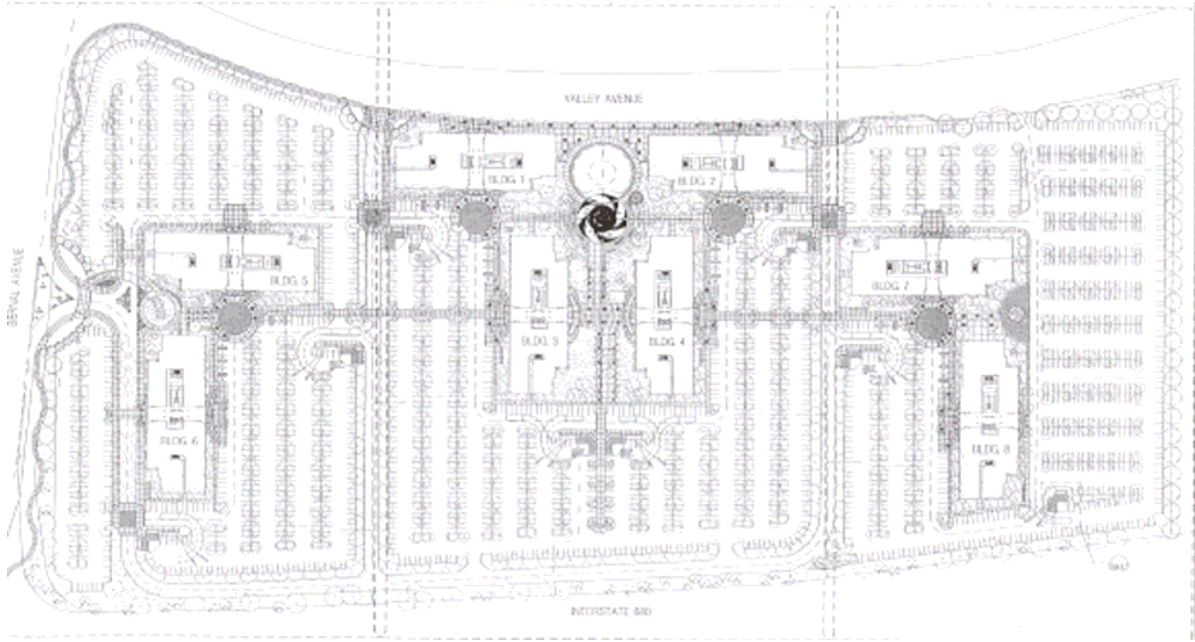 VALLEY AVENUE
BLDG. 1
BLDG. 2
BERNAL AVENUE
BLDG. 5
BLDG. 7
BLDG. 3
BLDG. 4
BLDG. 6
BLDG. 8
INTERSTATE 680